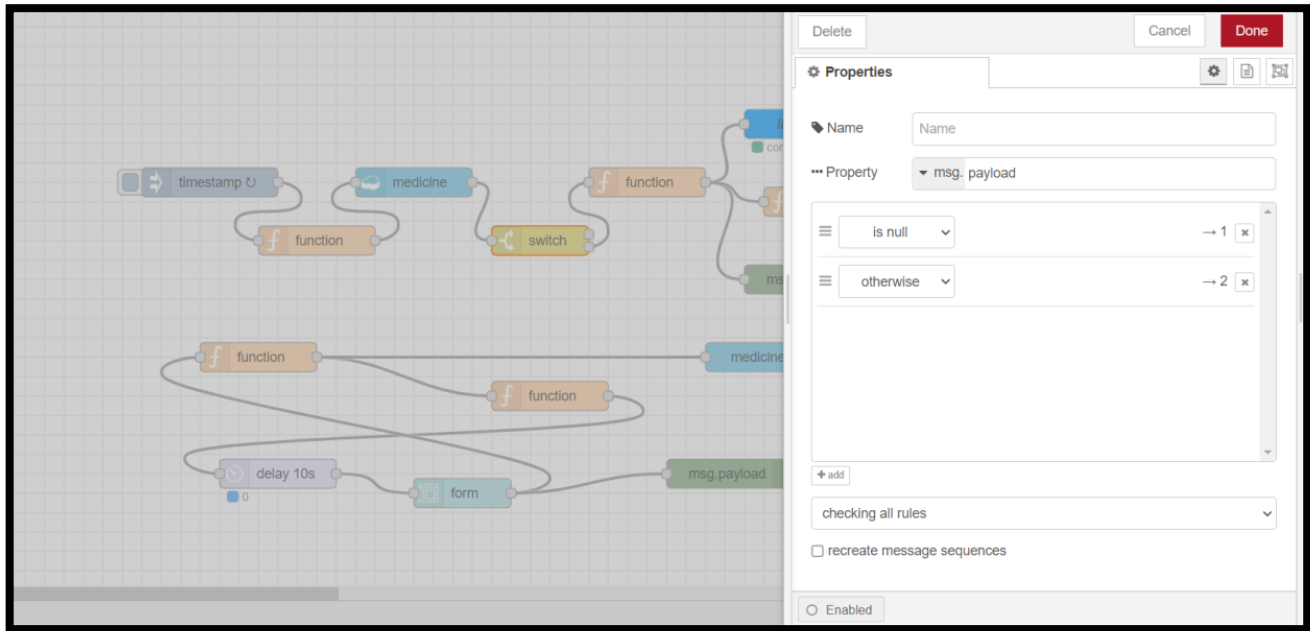 Delete
Cancel
Done
Properties
Name
Name
Property
msg. payload
is null
→ 1
otherwise
→ 2
add
checking all rules
recreate message sequences
Enabled
timestamp ↻
medicine
function
function
switch
function
medicine
function
delay 10s
0
form
msg.payload